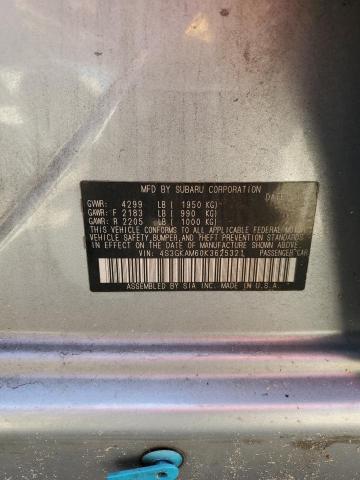 MFD BY SUBARU CORPORATION DATE
GVWR: 4299 LB ( 1950 KG)
GAWR: F 2183 LB ( 990 KG)
GAWR: R 2205 LB ( 1000 KG)
THIS VEHICLE CONFORMS TO ALL APPLICABLE FEDERAL MOTOR
VEHICLE SAFETY, BUMPER, AND THEFT PREVENTION STANDARDS
IN EFFECT ON THE DATE OF MANUFACTURE SHOWN ABOVE.
VIN: 4S3GKAM60K3625321 PASSENGER CAR
ASSEMBLED BY SIA INC. MADE IN U.S.A.